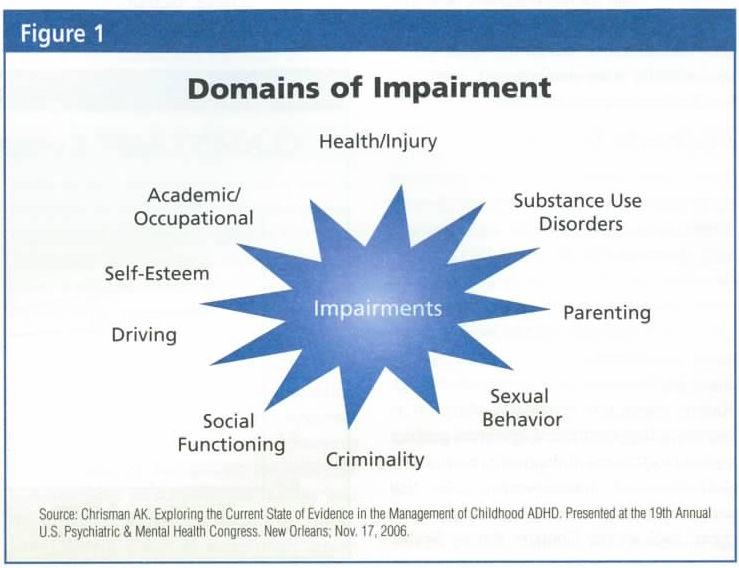 Figure 1
Domains of Impairment
Health/Injury
Academic/
Occupational
Substance Use
Disorders
Self-Esteem
Impairments
Parenting
Driving
Sexual
Behavior
Social
Functioning
Criminality
Source: Chrisman AK. Exploring the Current State of Evidence in the Management of Childhood ADHD. Presented at the 19th Annual
U.S. Psychiatric & Mental Health Congress. New Orleans; Nov. 17, 2006.